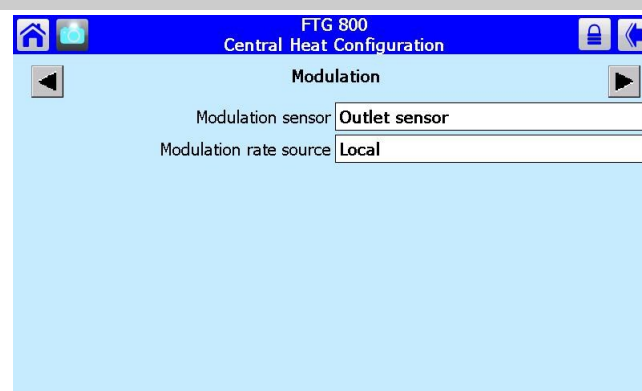 FTG 800
Central Heat Configuration
Modulation
Modulation sensor Outlet sensor
Modulation rate source Local